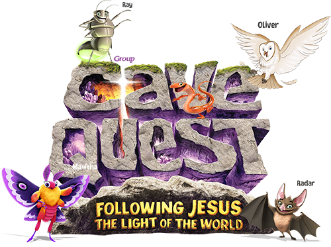 Ray
Oliver
Group
Cave
Quest
Radar
FOLLOWING JESUS
THE LIGHT OF THE WORLD